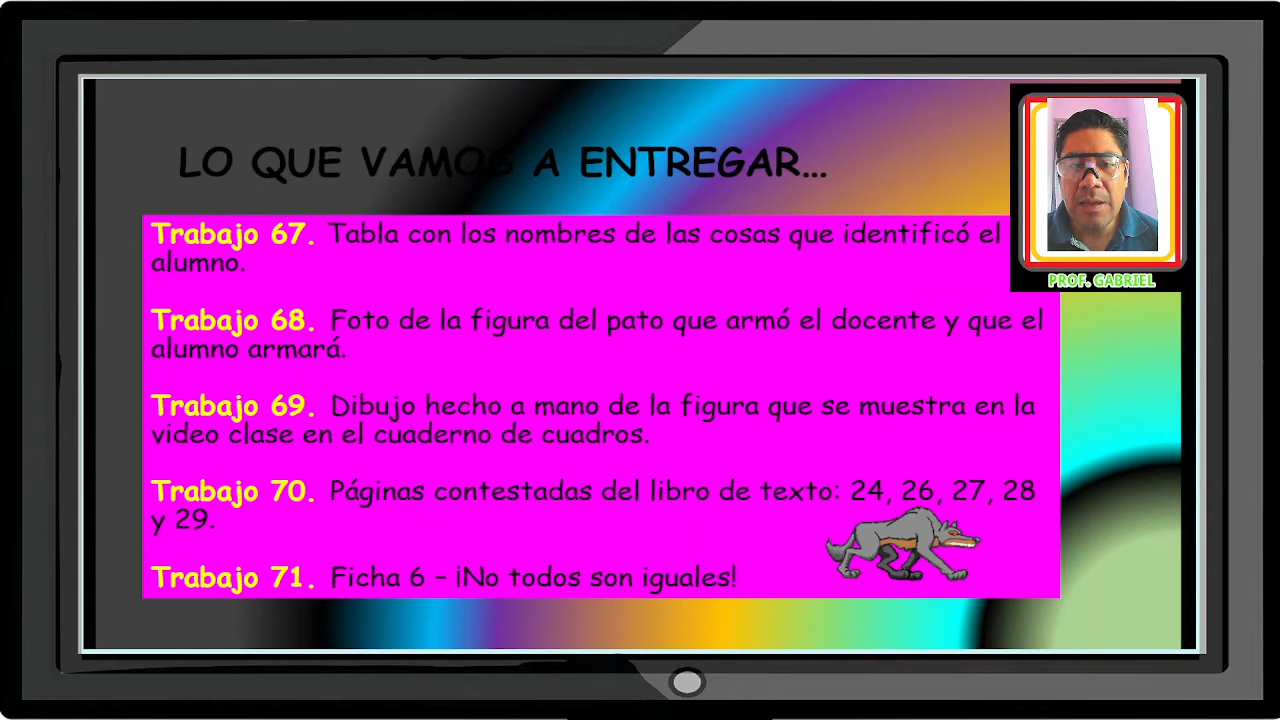 LO QUE VAMOS A ENTREGAR...
Trabajo 67. Tabla con los nombres de las cosas que identificó el
alumno.
Trabajo 68. Foto de la figura del pato que armó el docente y que el
alumno armará.
Trabajo 69. Dibujo hecho a mano de la figura que se muestra en la
video clase en el cuaderno de cuadros.
Trabajo 70. Páginas contestadas del libro de texto: 24, 26, 27, 28
y 29.
Trabajo 71. Ficha 6 – ¡No todos son iguales!
PROF. GABRIEL